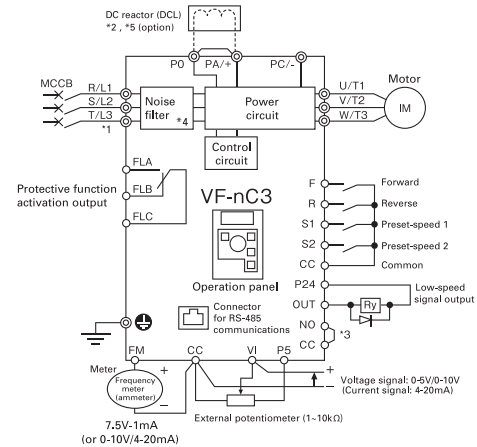 DC reactor (DCL)
*2 , *5 (option)
P0 PA/+ PC/-
MCCB
R/L1
S/L2
T/L3
*1
Noise
filter
*4
Power
circuit
U/T1
V/T2
W/T3
Motor
IM
Control
circuit
FLA
FLB
FLC
Protective function
activation output
VF-nC3
Operation panel
Connector
for RS-485
communications
F Forward
R Reverse
S1 Preset-speed 1
S2 Preset-speed 2
CC Common
P24
OUT
Ry
Low-speed
signal output
NO
CC
*3
FM CC VI P5
Meter
+
Frequency
meter
(ammeter)
−
+
−
Voltage signal: 0-5V/0-10V
(Current signal: 4-20mA)
External potentiometer (1~10kΩ)
7.5V-1mA
(or 0-10V/4-20mA)